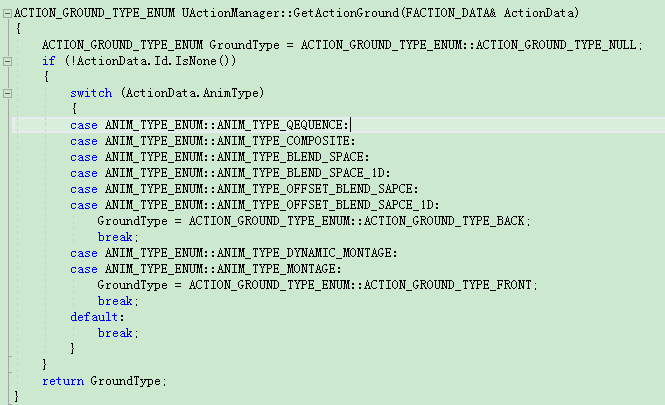 ACTION_GROUND_TYPE_ENUM UActionManager::GetActionGround(FACTION_DATA& ActionData)
{
    ACTION_GROUND_TYPE_ENUM GroundType = ACTION_GROUND_TYPE_ENUM::ACTION_GROUND_TYPE_NULL;
    if (!ActionData.Id.IsNone())
    {
        switch (ActionData.AnimType)
        {
        case ANIM_TYPE_ENUM::ANIM_TYPE_QEQUENCE:
        case ANIM_TYPE_ENUM::ANIM_TYPE_COMPOSITE:
        case ANIM_TYPE_ENUM::ANIM_TYPE_BLEND_SPACE:
        case ANIM_TYPE_ENUM::ANIM_TYPE_BLEND_SPACE_1D:
        case ANIM_TYPE_ENUM::ANIM_TYPE_OFFSET_BLEND_SAPCE:
        case ANIM_TYPE_ENUM::ANIM_TYPE_OFFSET_BLEND_SAPCE_1D:
            GroundType = ACTION_GROUND_TYPE_ENUM::ACTION_GROUND_TYPE_BACK;
            break;
        case ANIM_TYPE_ENUM::ANIM_TYPE_DYNAMIC_MONTAGE:
        case ANIM_TYPE_ENUM::ANIM_TYPE_MONTAGE:
            GroundType = ACTION_GROUND_TYPE_ENUM::ACTION_GROUND_TYPE_FRONT;
            break;
        default:
            break;
        }
    }
    return GroundType;
}